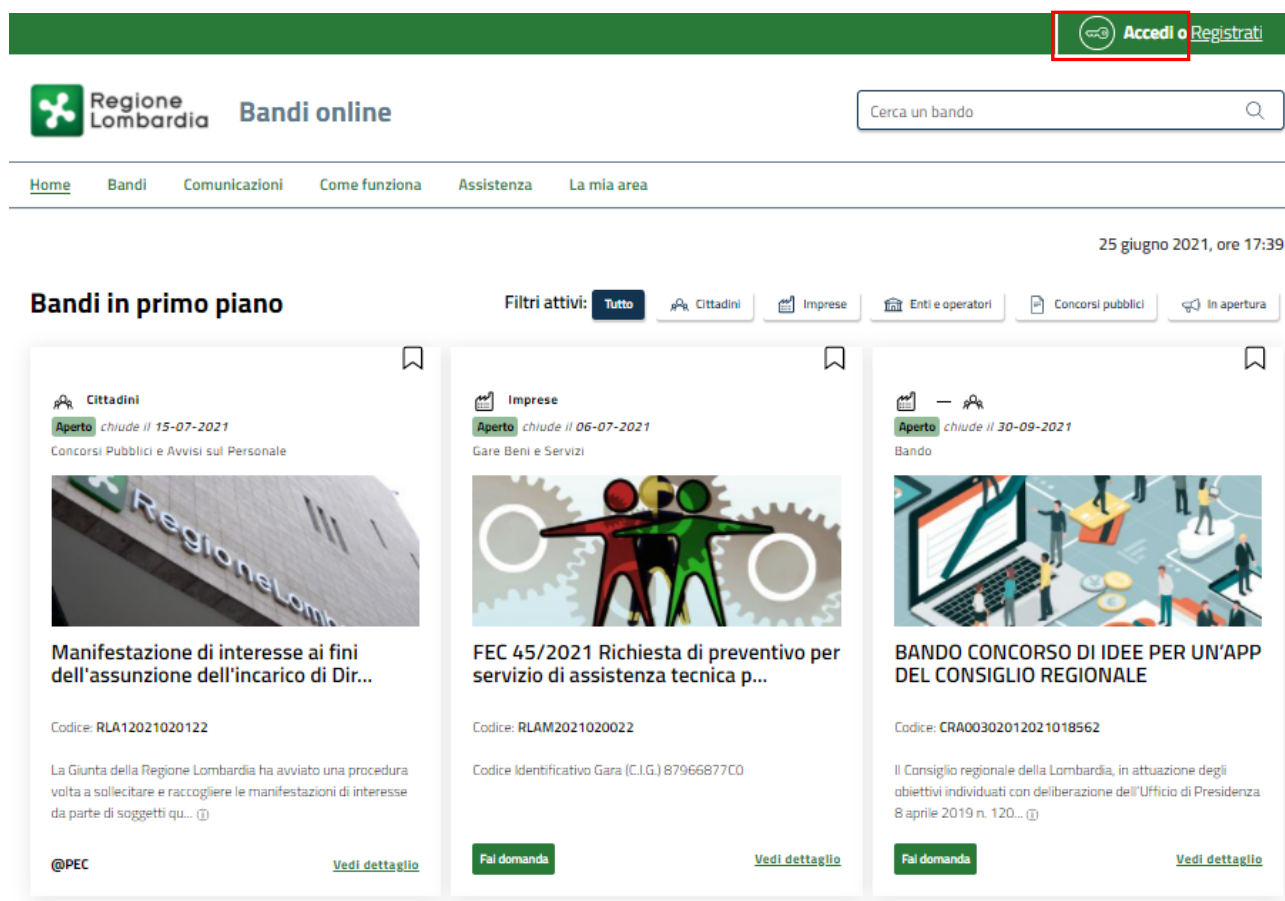 Accedi o Registrati
Regione
Lombardia
Bandi online
Cerca un bando
Home Bandi Comunicazioni Come funziona Assistenza La mia area
25 giugno 2021, ore 17:39
Bandi in primo piano
Filtri attivi: Tutto Cittadini Imprese Enti e operatori Concorsi pubblici In apertura
Cittadini
Aperto chiude il 15-07-2021
Concorsi Pubblici e Avvisi sul Personale
RegioneLom
Manifestazione di interesse ai fini
dell'assunzione dell'incarico di Dir...
Codice: RLA12021020122
La Giunta della Regione Lombardia ha avviato una procedura
volta a sollecitare e raccogliere le manifestazioni di interesse
da parte di soggetti qu...
@PEC Vedi dettaglio
Imprese
Aperto chiude il 06-07-2021
Gare Beni e Servizi
FEC 45/2021 Richiesta di preventivo per
servizio di assistenza tecnica p...
Codice: RLAM2021020022
Codice Identificativo Gara (C.I.G.) 87966877C0
Fai domanda Vedi dettaglio
—
Aperto chiude il 30-09-2021
Bando
BANDO CONCORSO DI IDEE PER UN'APP
DEL CONSIGLIO REGIONALE
Codice: CRA00302012021018562
Il Consiglio regionale della Lombardia, in attuazione degli
obiettivi individuati con deliberazione dell'Ufficio di Presidenza
8 aprile 2019 n. 120...
Fai domanda Vedi dettaglio